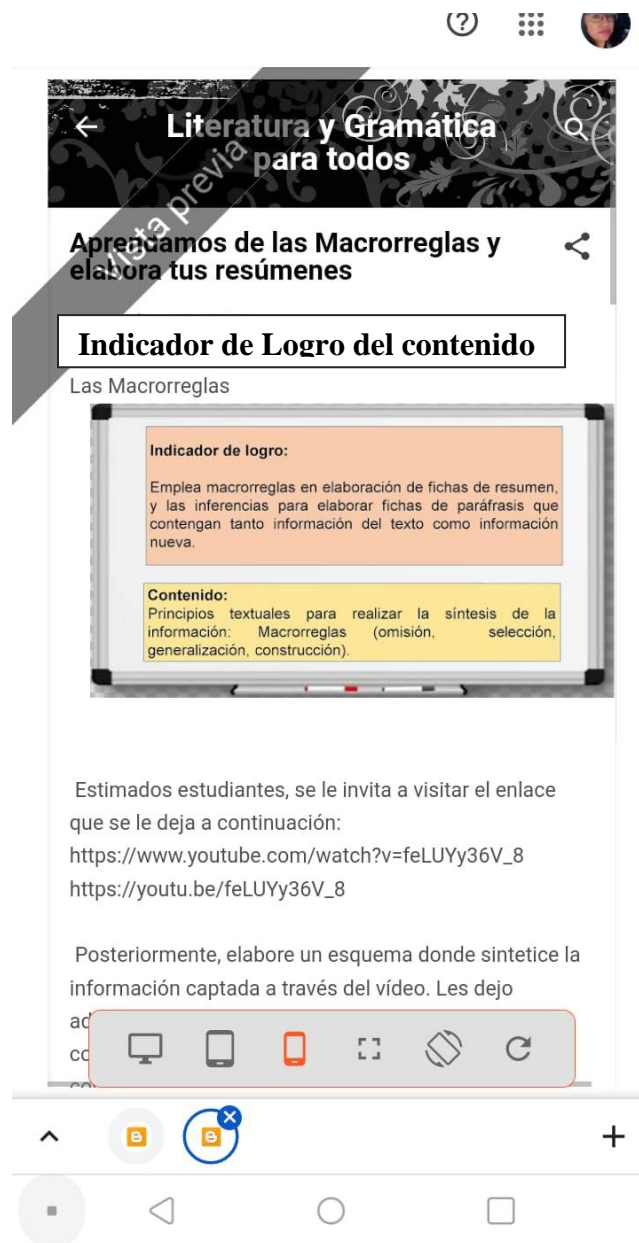 Literatura y Gramática
para todos
Vista previa
Aprendamos de las Macrorreglas y
elabora tus resúmenes
Indicador de Logro del contenido
Las Macrorreglas
Indicador de logro:
Emplea macrorreglas en elaboración de fichas de resumen,
y las inferencias para elaborar fichas de paráfrasis que
contengan tanto información del texto como información
nueva.
Contenido:
Principios textuales para realizar la síntesis de la
información: Macrorreglas (omisión, selección,
generalización, construcción).
Estimados estudiantes, se le invita a visitar el enlace
que se le deja a continuación:
https://www.youtube.com/watch?v=feLUYy36V_8
https://youtu.be/feLUYy36V_8
Posteriormente, elabore un esquema donde sintetice la
información captada a través del vídeo. Les dejo